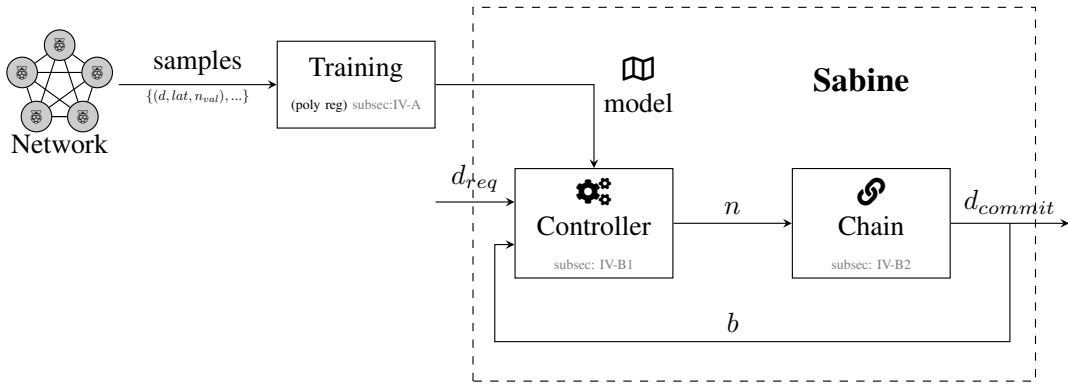 Network
samples
{(d, lat, n_val), ...}
Training
(poly reg) subsec:IV-A
model
Sabine
d_req
Controller
subsec: IV-B1
n
Chain
subsec: IV-B2
d_commit
b